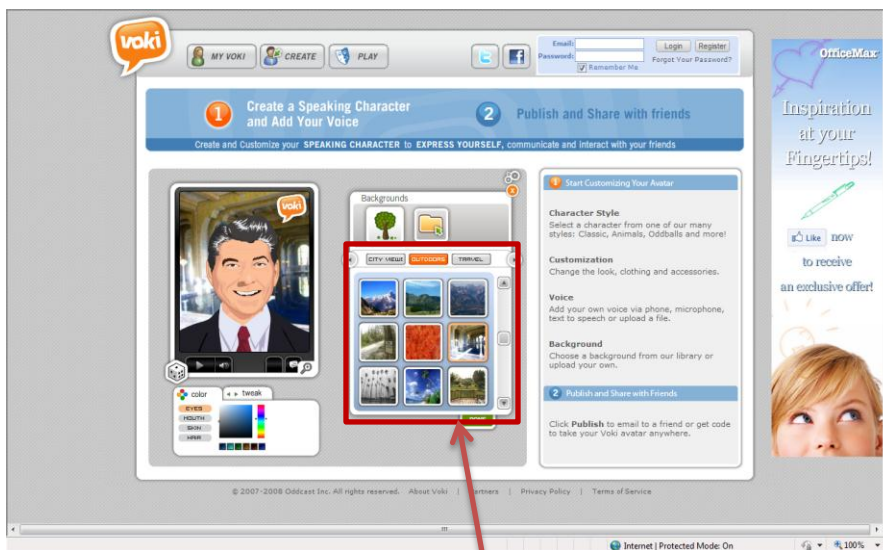 voki
MY VOKI
CREATE
PLAY
Email:
Password:
Remember Me
Login
Register
Forgot Your Password?
1
Create a Speaking Character
and Add Your Voice
2
Publish and Share with friends
Create and Customize your SPEAKING CHARACTER to EXPRESS YOURSELF, communicate and interact with your friends
voki
Backgrounds
CITY VIEWS
OUTDOORS
TRAVEL
color
tweak
EYES
MOUTH
SKIN
HAIR
DONE
1 Start Customizing Your Avatar
Character Style
Select a character from one of our many
styles: Classic, Animals, Oddballs and more!
Customization
Change the look, clothing and accessories.
Voice
Add your own voice via phone, microphone,
text to speech or upload a file.
Background
Choose a background from our library or
upload your own.
2 Publish and Share with Friends
Click Publish to email to a friend or get code
to take your Voki avatar anywhere.
OfficeMax
Inspiration
at your
Fingertips!
Like now
to receive
an exclusive offer!
© 2007-2008 Oddcast Inc. All rights reserved. About Voki | Partners | Privacy Policy | Terms of Service
Internet | Protected Mode: On
100%